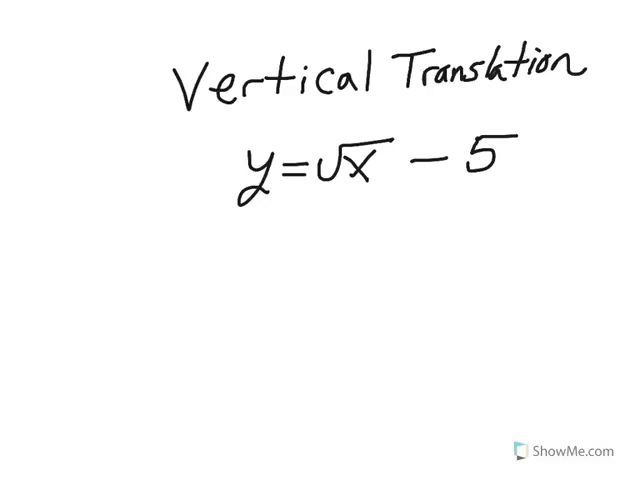 Vertical Translation
y = √x - 5
ShowMe.com